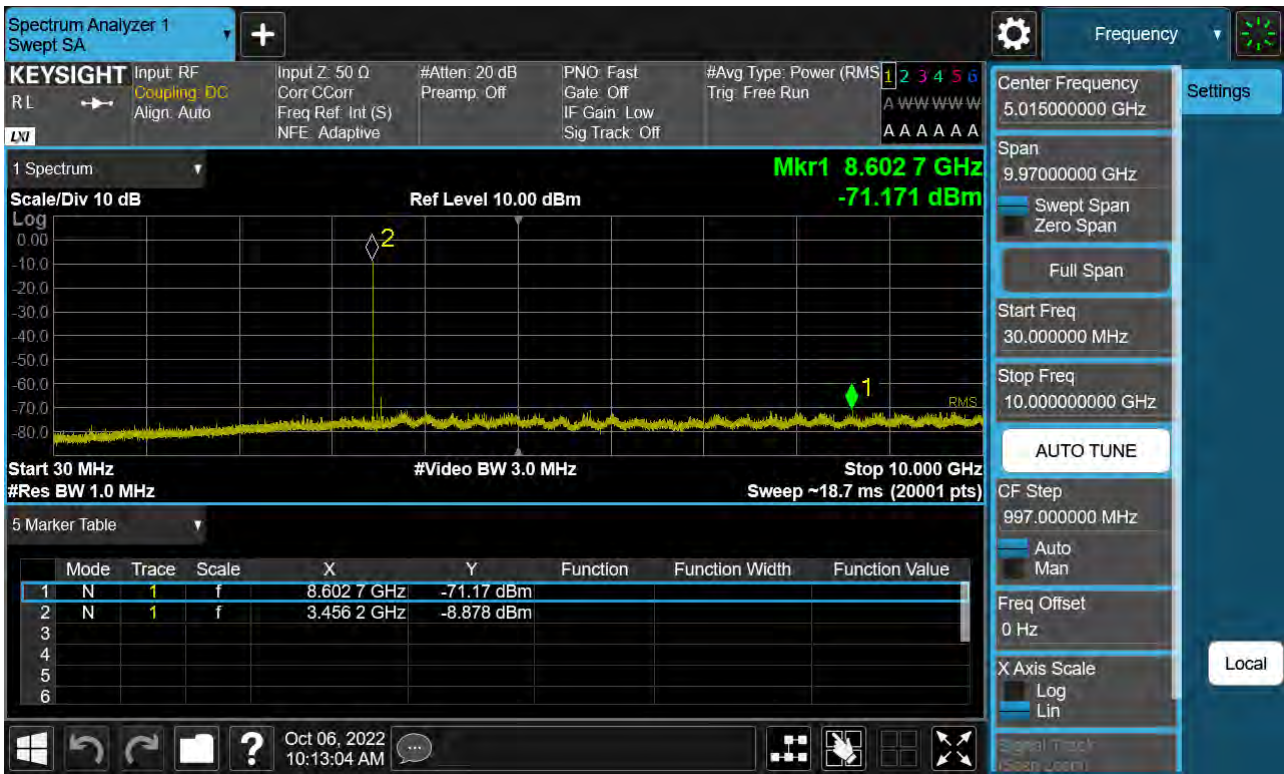 Spectrum Analyzer 1
Swept SA
Frequency
KEYSIGHT
RL
LXI
Input: RF
Coupling: DC
Align: Auto
Input Z: 50 Ω
Corr CCorr
Freq Ref: Int (S)
NFE: Adaptive
#Atten: 20 dB
Preamp: Off
PNO: Fast
Gate: Off
IF Gain: Low
Sig Track: Off
#Avg Type: Power (RMS
Trig: Free Run
1 2 3 4 5 6
A W W W W W
A A A A A A
1 Spectrum
Mkr1 8.602 7 GHz
-71.171 dBm
Scale/Div 10 dB
Ref Level 10.00 dBm
Log
0.00
-10.0
-20.0
-30.0
-40.0
-50.0
-60.0
-70.0
-80.0
2
1
RMS
Start 30 MHz
#Video BW 3.0 MHz
Stop 10.000 GHz
#Res BW 1.0 MHz
Sweep ~18.7 ms (20001 pts)
5 Marker Table
Mode Trace Scale X Y Function Function Width Function Value
1 N 1 f 8.602 7 GHz -71.17 dBm
2 N 1 f 3.456 2 GHz -8.878 dBm
3
4
5
6
Oct 06, 2022
10:13:04 AM
Center Frequency
5.015000000 GHz
Settings
Span
9.97000000 GHz
Swept Span
Zero Span
Full Span
Start Freq
30.000000 MHz
Stop Freq
10.000000000 GHz
AUTO TUNE
CF Step
997.000000 MHz
Auto
Man
Freq Offset
0 Hz
X Axis Scale
Log
Lin
Local
Signal Track
(Span Zoom)